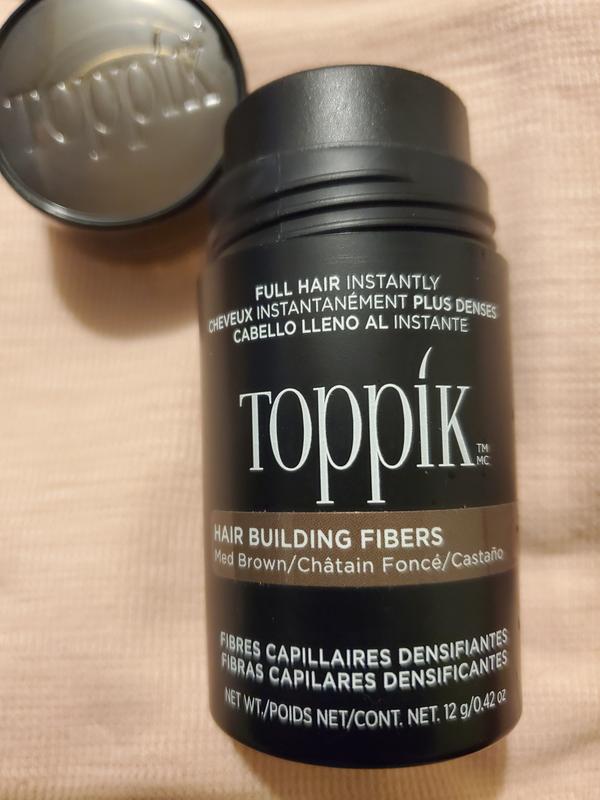 Toppik
FULL HAIR INSTANTLY
CHEVEUX INSTANTANÉMENT PLUS DENSES
CABELLO LLENO AL INSTANTE
Toppik
TM
MC
HAIR BUILDING FIBERS
Med Brown/Châtain Foncé/Castaño
FIBRES CAPILLAIRES DENSIFIANTES
FIBRAS CAPILARES DENSIFICANTES
NET WT./POIDS NET/CONT. NET. 12 g/0.42 oz